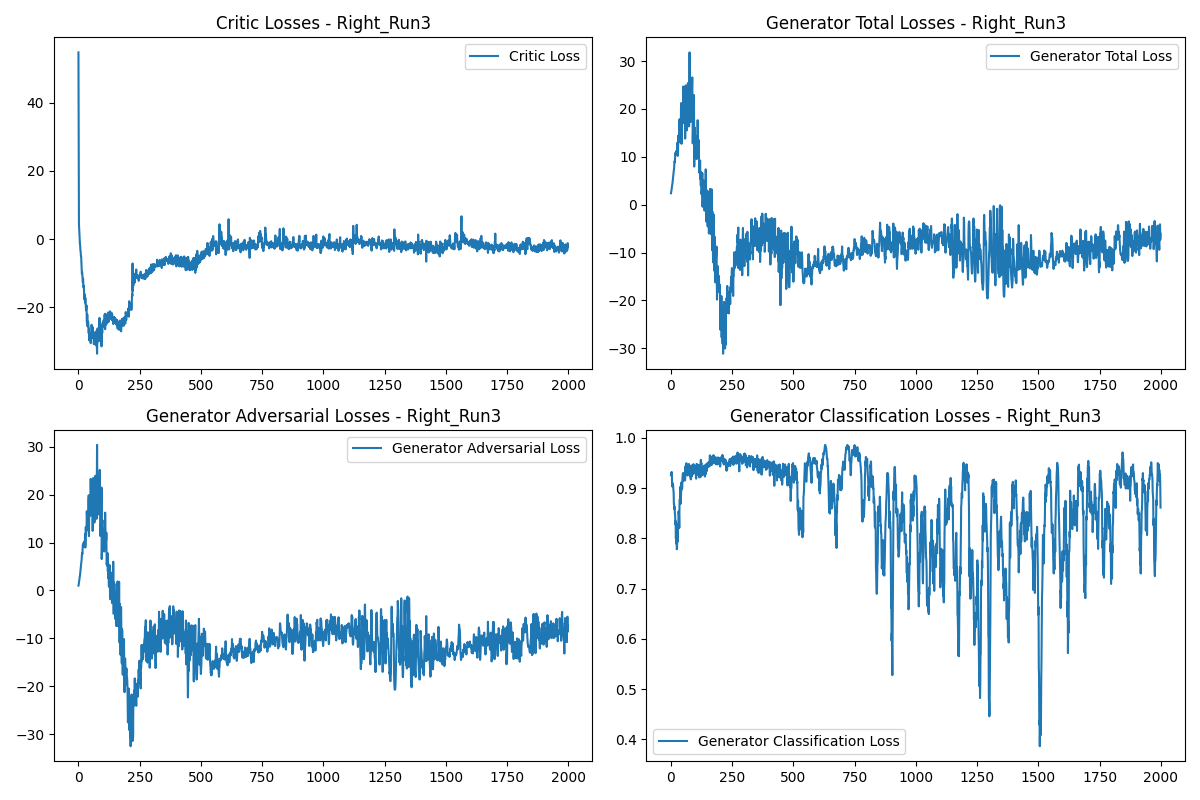 Critic Losses - Right_Run3
Critic Loss
40
20
0
−20
0 250 500 750 1000 1250 1500 1750 2000
Generator Total Losses - Right_Run3
Generator Total Loss
30
20
10
0
−10
−20
−30
0 250 500 750 1000 1250 1500 1750 2000
Generator Adversarial Losses - Right_Run3
Generator Adversarial Loss
30
20
10
0
−10
−20
−30
0 250 500 750 1000 1250 1500 1750 2000
Generator Classification Losses - Right_Run3
1.0
0.9
0.8
0.7
0.6
0.5
0.4
Generator Classification Loss
0 250 500 750 1000 1250 1500 1750 2000